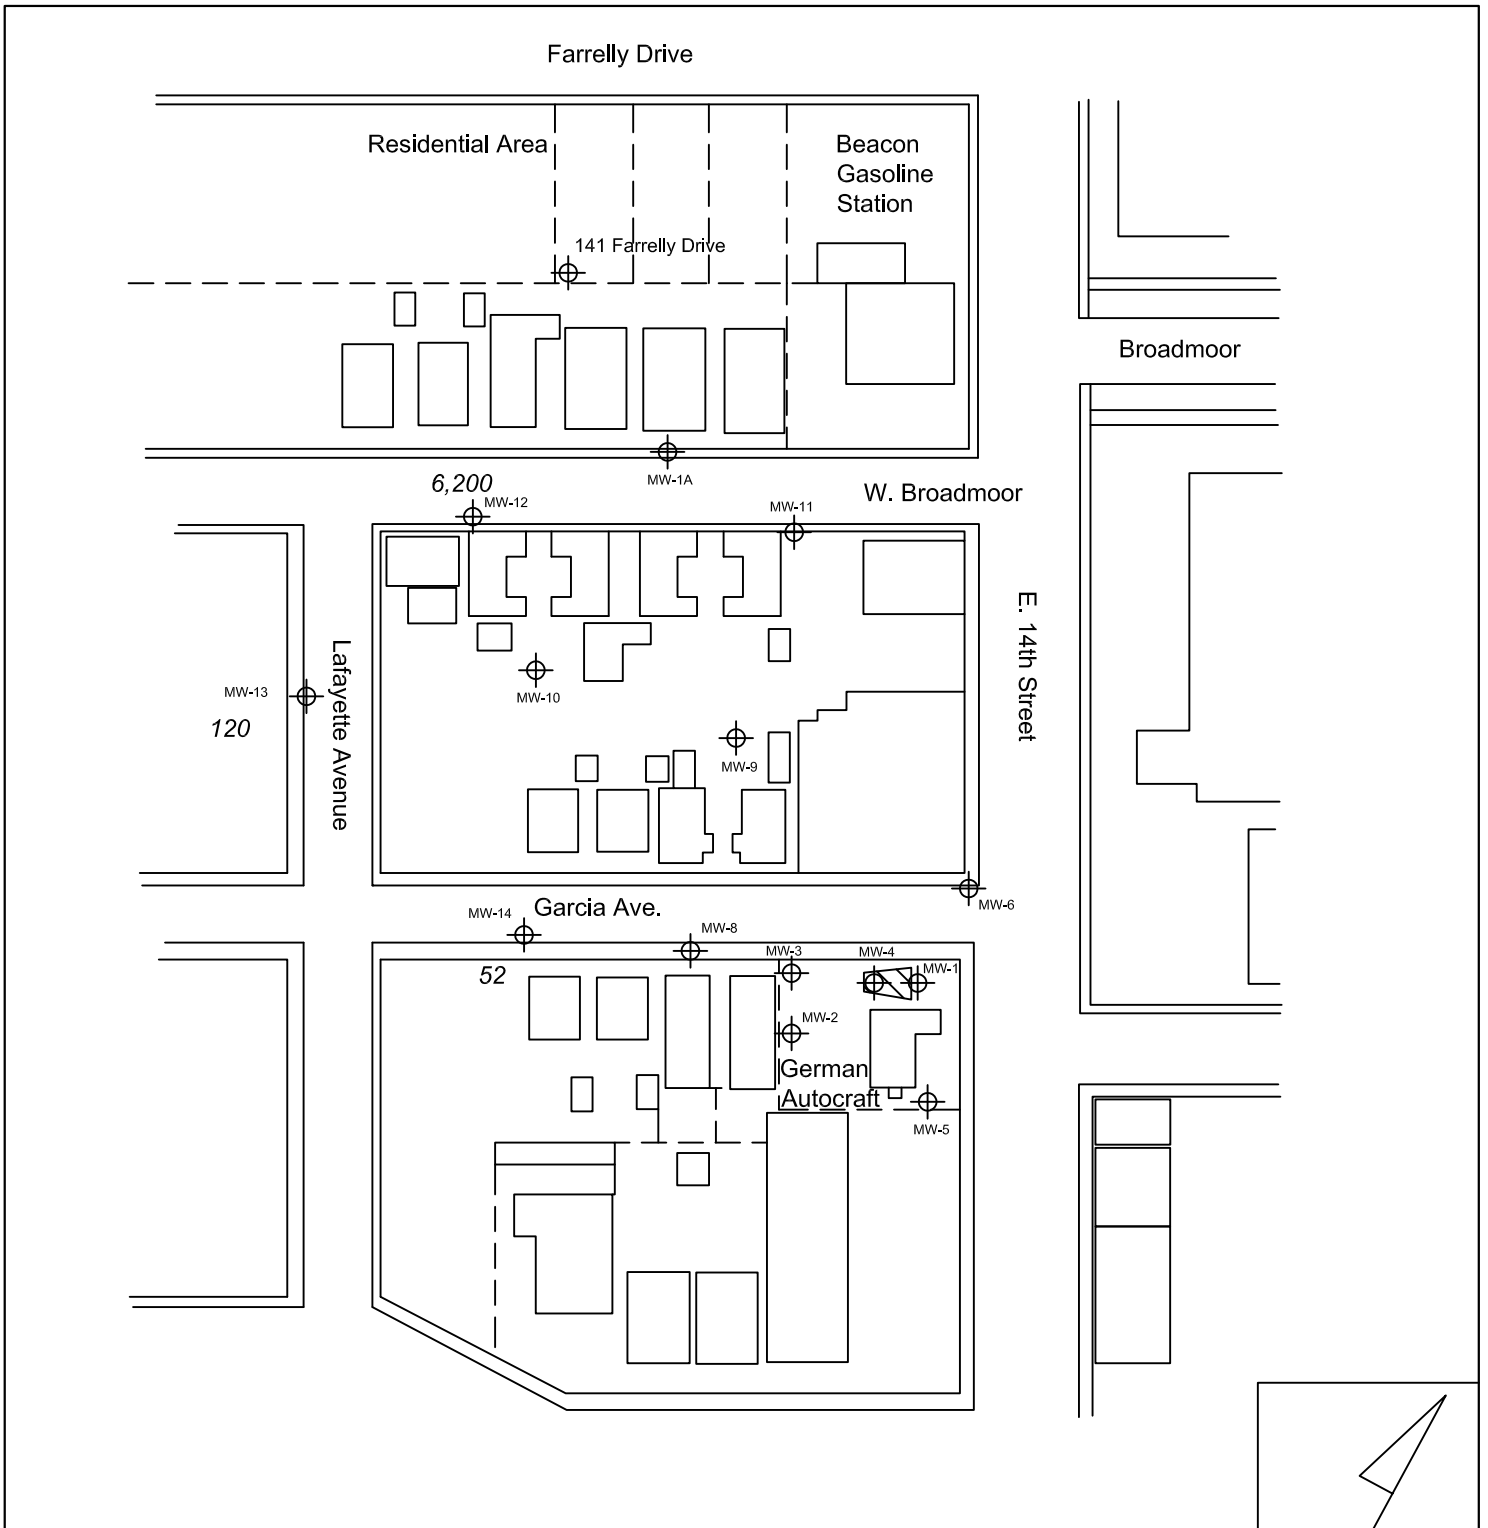 Farrelly Drive
Residential Area
Beacon
Gasoline
Station
141 Farrelly Drive
Broadmoor
MW-1A
6,200
MW-12
W. Broadmoor
MW-11
E. 14th Street
Lafayette Avenue
MW-13
120
MW-10
MW-9
MW-6
Garcia Ave.
MW-14
MW-8
MW-3
MW-4
MW-1
52
MW-2
German
Autocraft
MW-5